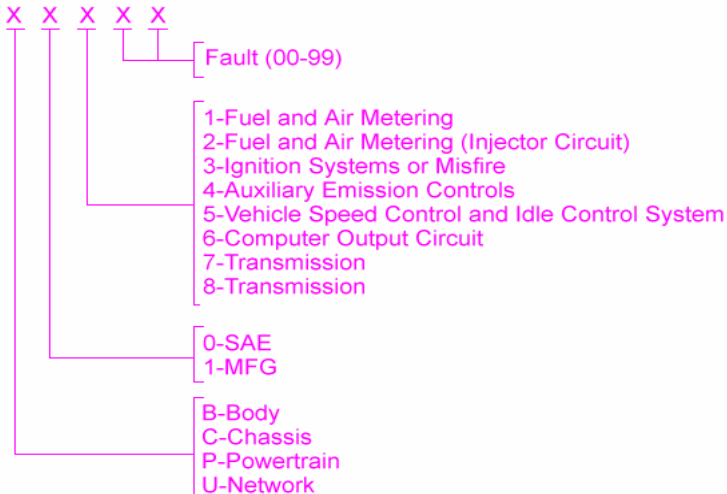 X X X X X
Fault (00-99)
1-Fuel and Air Metering
2-Fuel and Air Metering (Injector Circuit)
3-Ignition Systems or Misfire
4-Auxiliary Emission Controls
5-Vehicle Speed Control and Idle Control System
6-Computer Output Circuit
7-Transmission
8-Transmission
0-SAE
1-MFG
B-Body
C-Chassis
P-Powertrain
U-Network